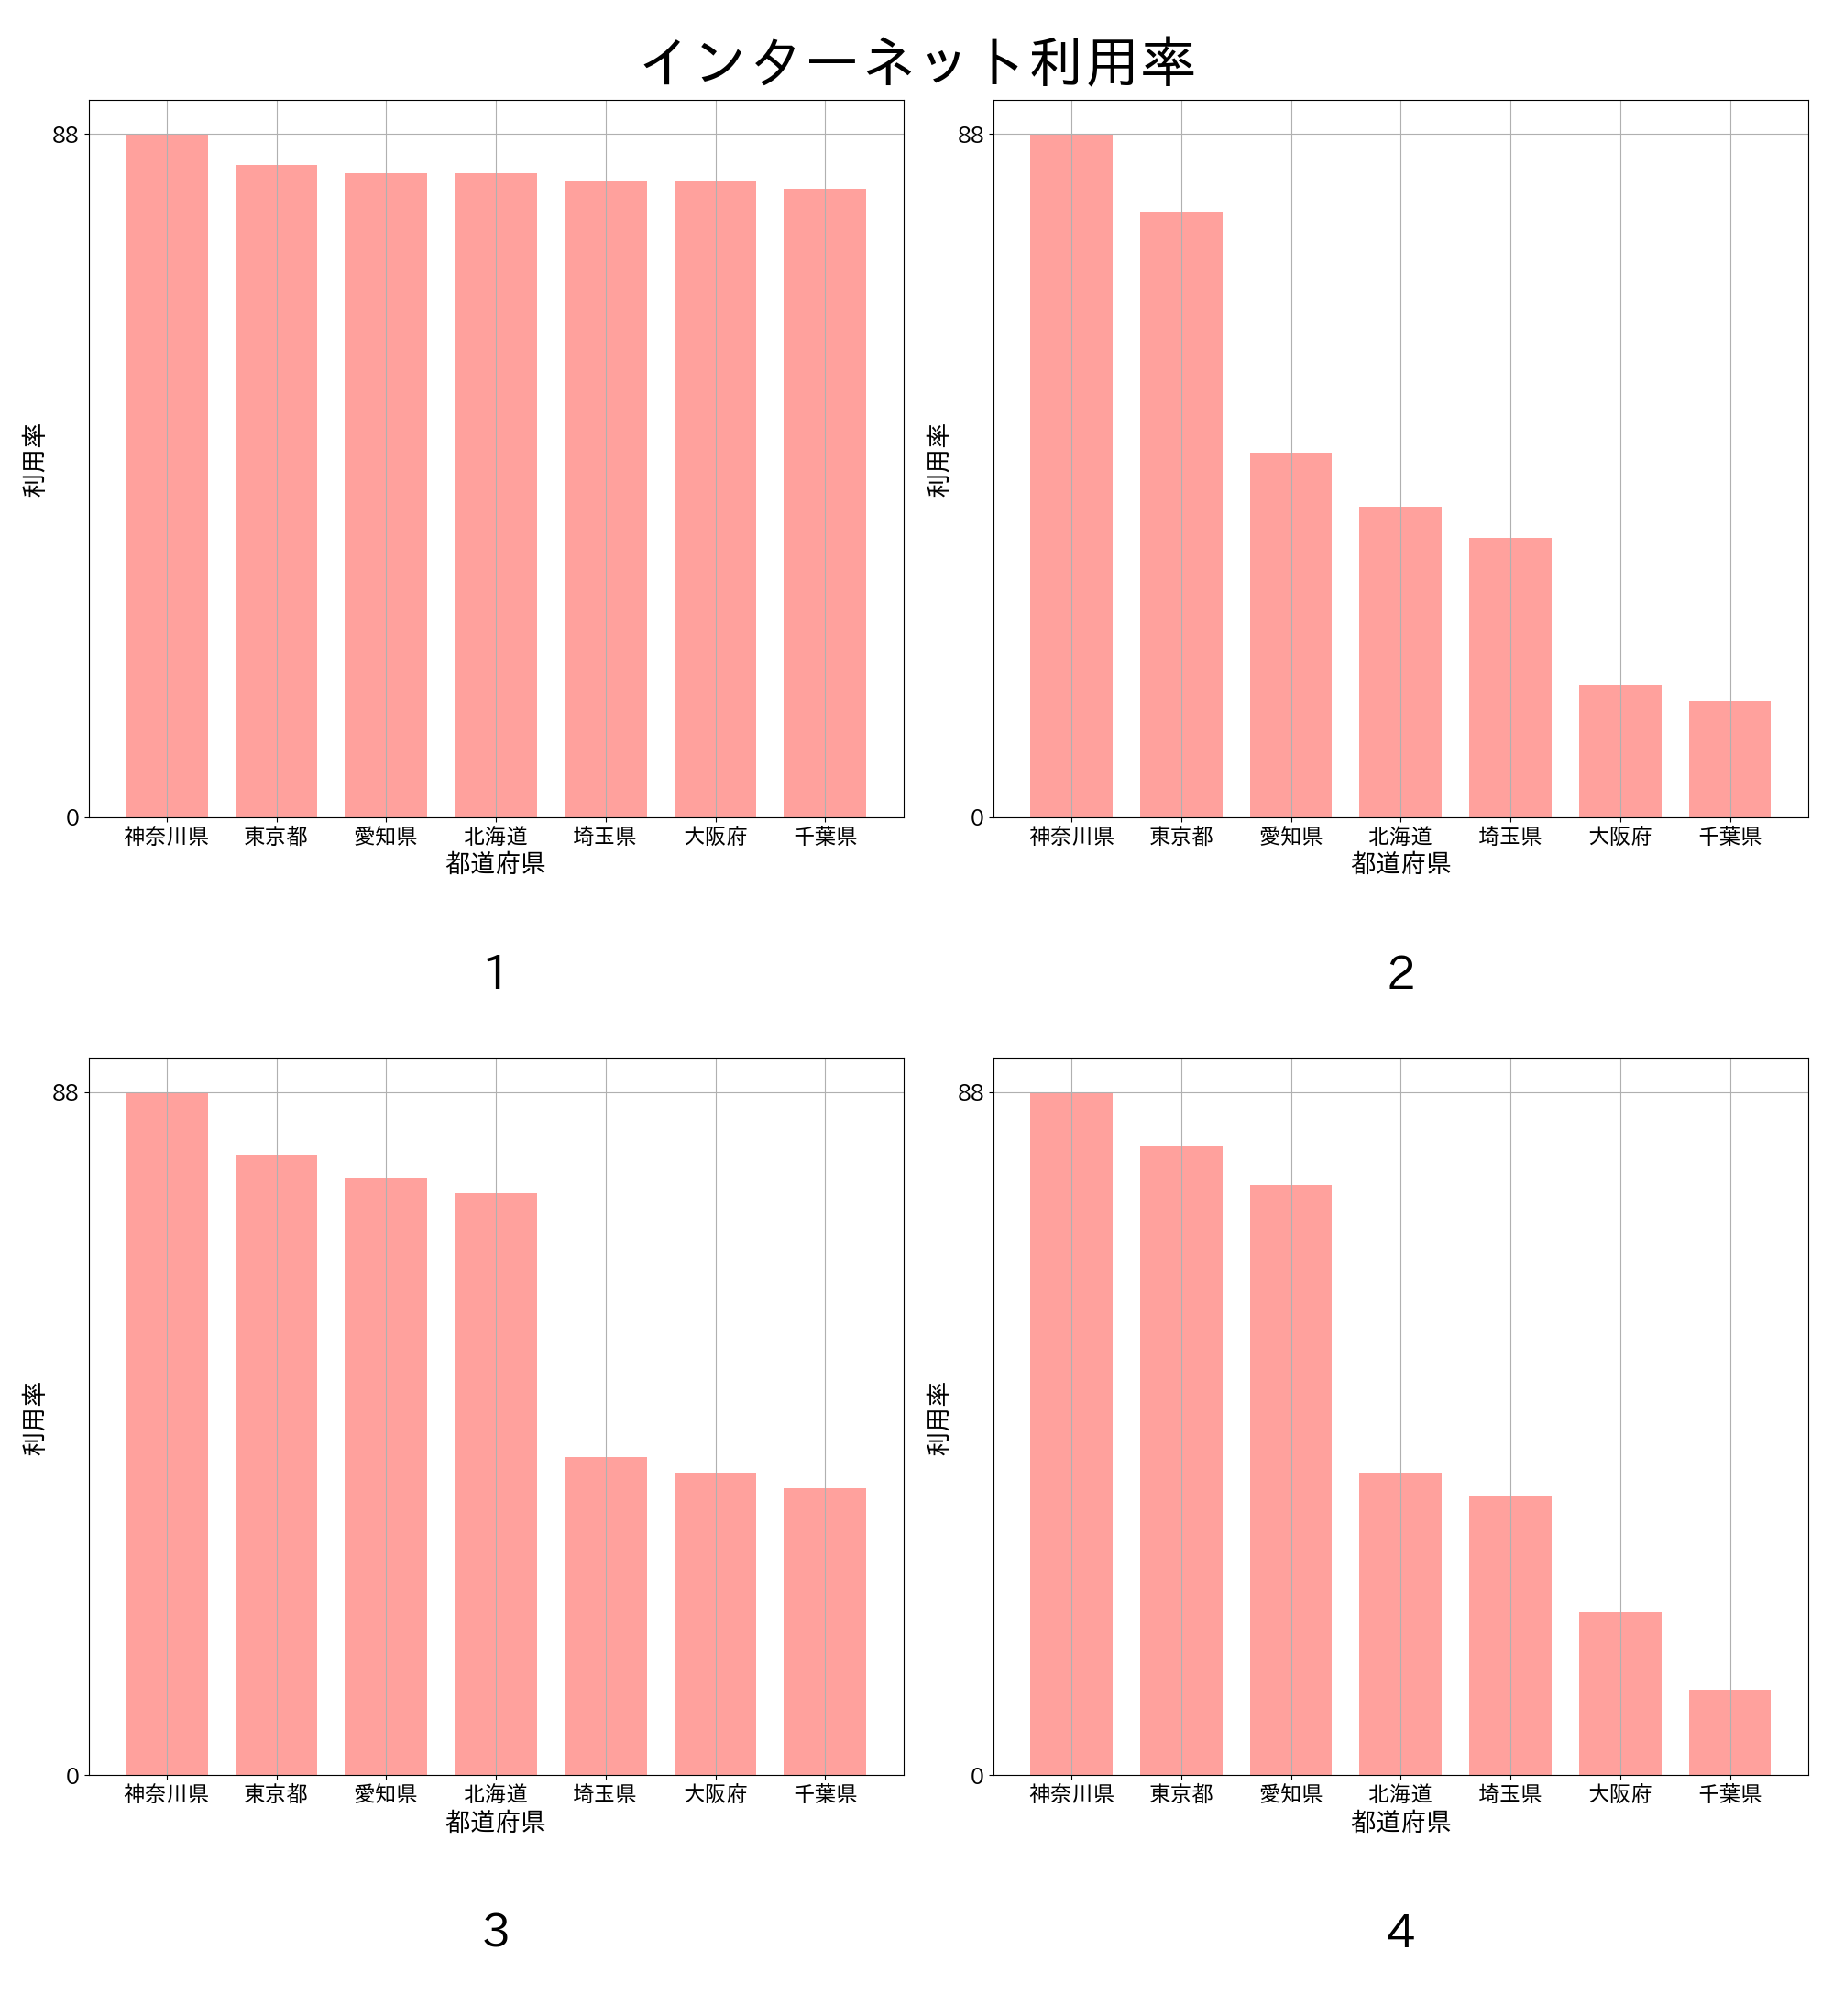 インターネット利用率
88
0
利用率
神奈川県 東京都 愛知県 北海道 埼玉県 大阪府 千葉県
都道府県
1
88
0
利用率
神奈川県 東京都 愛知県 北海道 埼玉県 大阪府 千葉県
都道府県
2
88
0
利用率
神奈川県 東京都 愛知県 北海道 埼玉県 大阪府 千葉県
都道府県
3
88
0
利用率
神奈川県 東京都 愛知県 北海道 埼玉県 大阪府 千葉県
都道府県
4